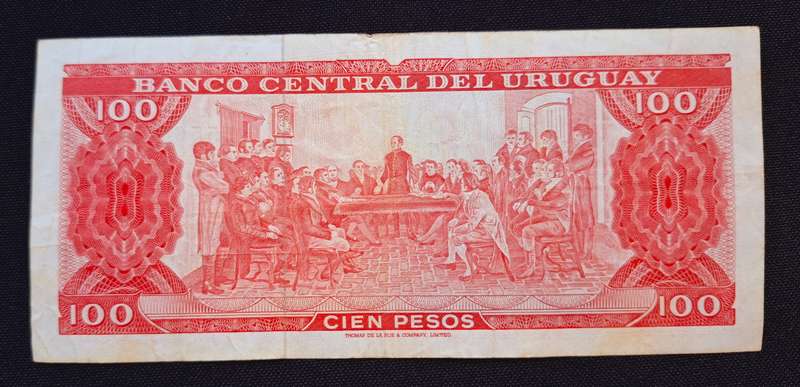 BANCO CENTRAL DEL URUGUAY
100 100
100 100
CIEN PESOS
THOMAS DE LA RUE & COMPANY, LIMITED.